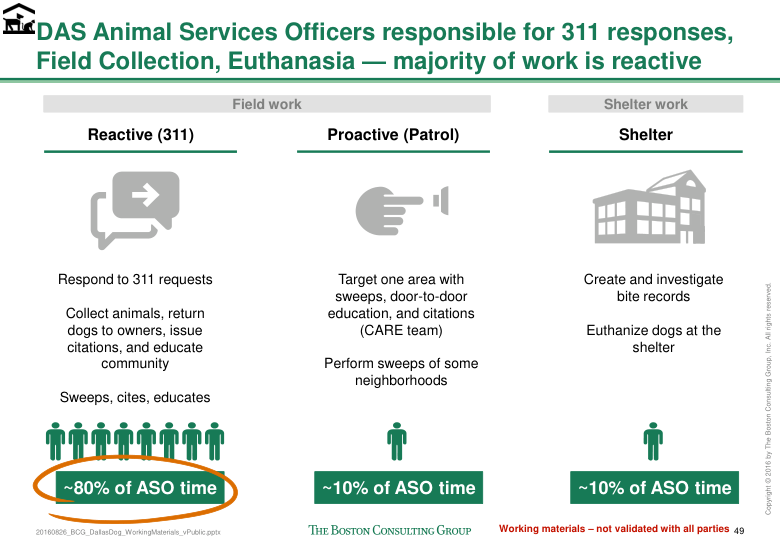 DAS Animal Services Officers responsible for 311 responses,
Field Collection, Euthanasia — majority of work is reactive
Field work
Reactive (311)
Respond to 311 requests
Collect animals, return
dogs to owners, issue
citations, and educate
community
Sweeps, cites, educates
~80% of ASO time
Proactive (Patrol)
Target one area with
sweeps, door-to-door
education, and citations
(CARE team)
Perform sweeps of some
neighborhoods
~10% of ASO time
Shelter work
Shelter
Create and investigate
bite records
Euthanize dogs at the
shelter
~10% of ASO time
Copyright © 2016 by The Boston Consulting Group, Inc. All rights reserved.
20160826_BCG_DallasDog_WorkingMaterials_vPublic.pptx
THE BOSTON CONSULTING GROUP
Working materials – not validated with all parties
49